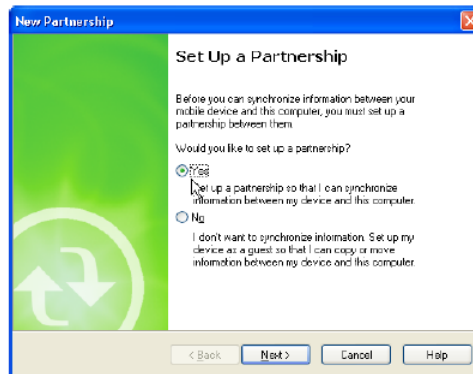 New Partnership
Set Up a Partnership
Before you can synchronize information between your
mobile device and this computer, you must set up a
partnership between them.
Would you like to set up a partnership?
Yes
Set up a partnership so that I can synchronize
information between my device and this computer.
No
I don't want to synchronize information. Set up my
device as a guest so that I can copy or move
information between my device and this computer.
< Back
Next >
Cancel
Help